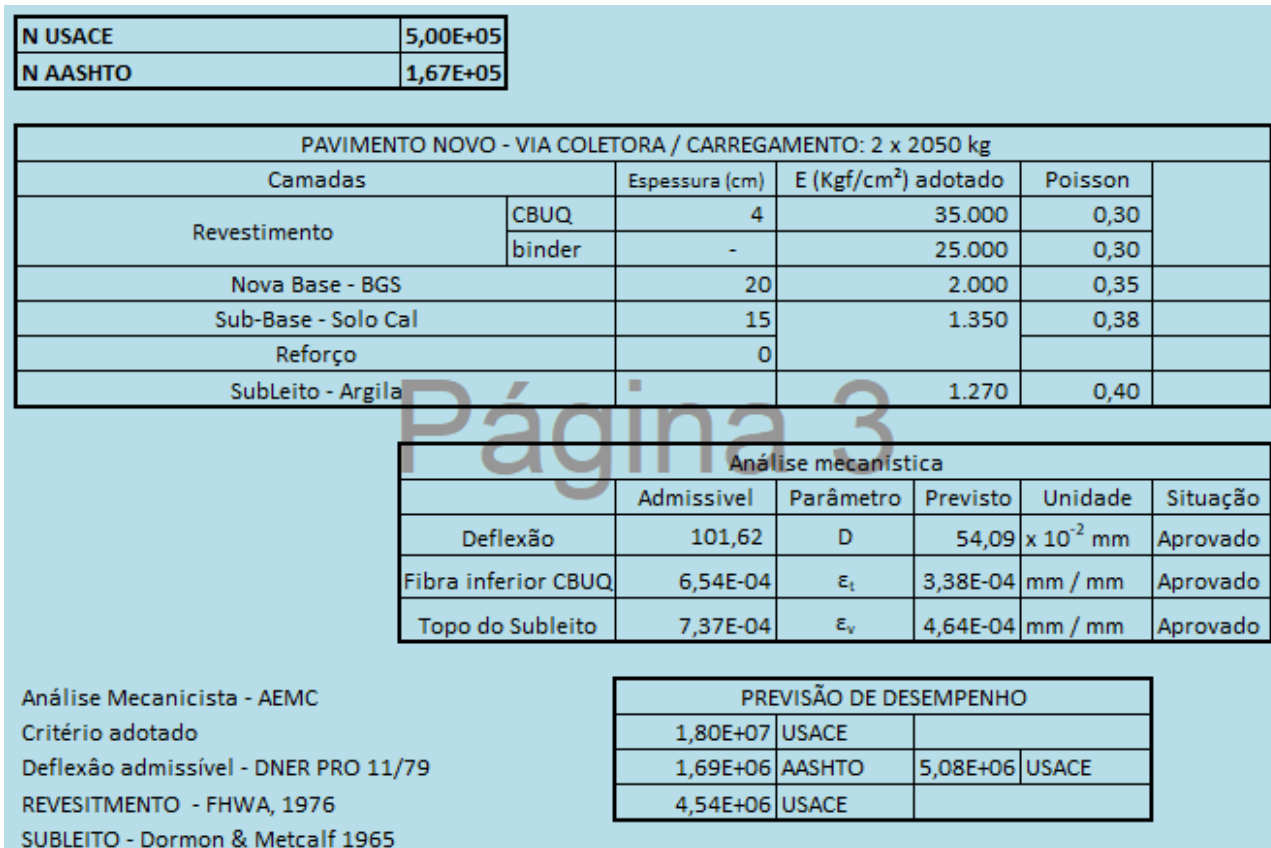 N USACE 5,00E+05
N AASHTO 1,67E+05
PAVIMENTO NOVO - VIA COLETORA / CARREGAMENTO: 2 x 2050 kg
Camadas Espessura (cm) E (Kgf/cm²) adotado Poisson
Revestimento CBUQ 4 35.000 0,30
binder - 25.000 0,30
Nova Base - BGS 20 2.000 0,35
Sub-Base - Solo Cal 15 1.350 0,38
Reforço 0
SubLeito - Argila 1.270 0,40
Página 3
Análise mecanística
Admissivel Parâmetro Previsto Unidade Situação
Deflexão 101,62 D 54,09 x 10⁻² mm Aprovado
Fibra inferior CBUQ 6,54E-04 εt 3,38E-04 mm / mm Aprovado
Topo do Subleito 7,37E-04 εv 4,64E-04 mm / mm Aprovado
Análise Mecanicista - AEMC
Critério adotado
Deflexâo admissível - DNER PRO 11/79
REVESITMENTO - FHWA, 1976
SUBLEITO - Dormon & Metcalf 1965
PREVISÃO DE DESEMPENHO
1,80E+07 USACE
1,69E+06 AASHTO 5,08E+06 USACE
4,54E+06 USACE